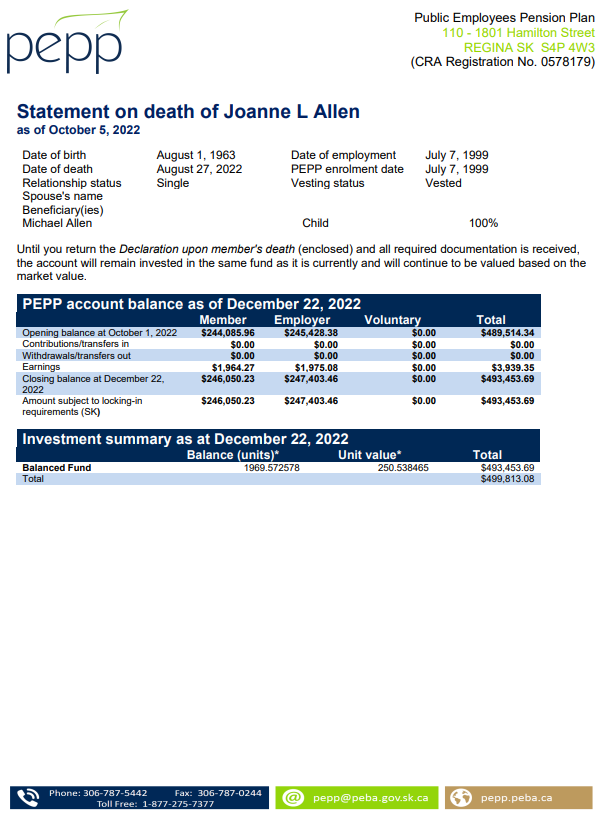 pepp
Public Employees Pension Plan
110 - 1801 Hamilton Street
REGINA SK S4P 4W3
(CRA Registration No. 0578179)
Statement on death of Joanne L Allen
as of October 5, 2022
Date of birth August 1, 1963 Date of employment July 7, 1999
Date of death August 27, 2022 PEPP enrolment date July 7, 1999
Relationship status Single Vesting status Vested
Spouse's name
Beneficiary(ies)
Michael Allen Child 100%
Until you return the Declaration upon member's death (enclosed) and all required documentation is received,
the account will remain invested in the same fund as it is currently and will continue to be valued based on the
market value.
PEPP account balance as of December 22, 2022
Member Employer Voluntary Total
Opening balance at October 1, 2022 $244,085.96 $245,428.38 $0.00 $489,514.34
Contributions/transfers in $0.00 $0.00 $0.00 $0.00
Withdrawals/transfers out $0.00 $0.00 $0.00 $0.00
Earnings $1,964.27 $1,975.08 $0.00 $3,939.35
Closing balance at December 22, $246,050.23 $247,403.46 $0.00 $493,453.69
2022
Amount subject to locking-in $246,050.23 $247,403.46 $0.00 $493,453.69
requirements (SK)
Investment summary as at December 22, 2022
Balance (units)* Unit value* Total
Balanced Fund 1969.572578 250.538465 $493,453.69
Total $499,813.08
Phone: 306-787-5442 Fax: 306-787-0244
Toll Free: 1-877-275-7377
@ pepp@peba.gov.sk.ca
pepp.peba.ca